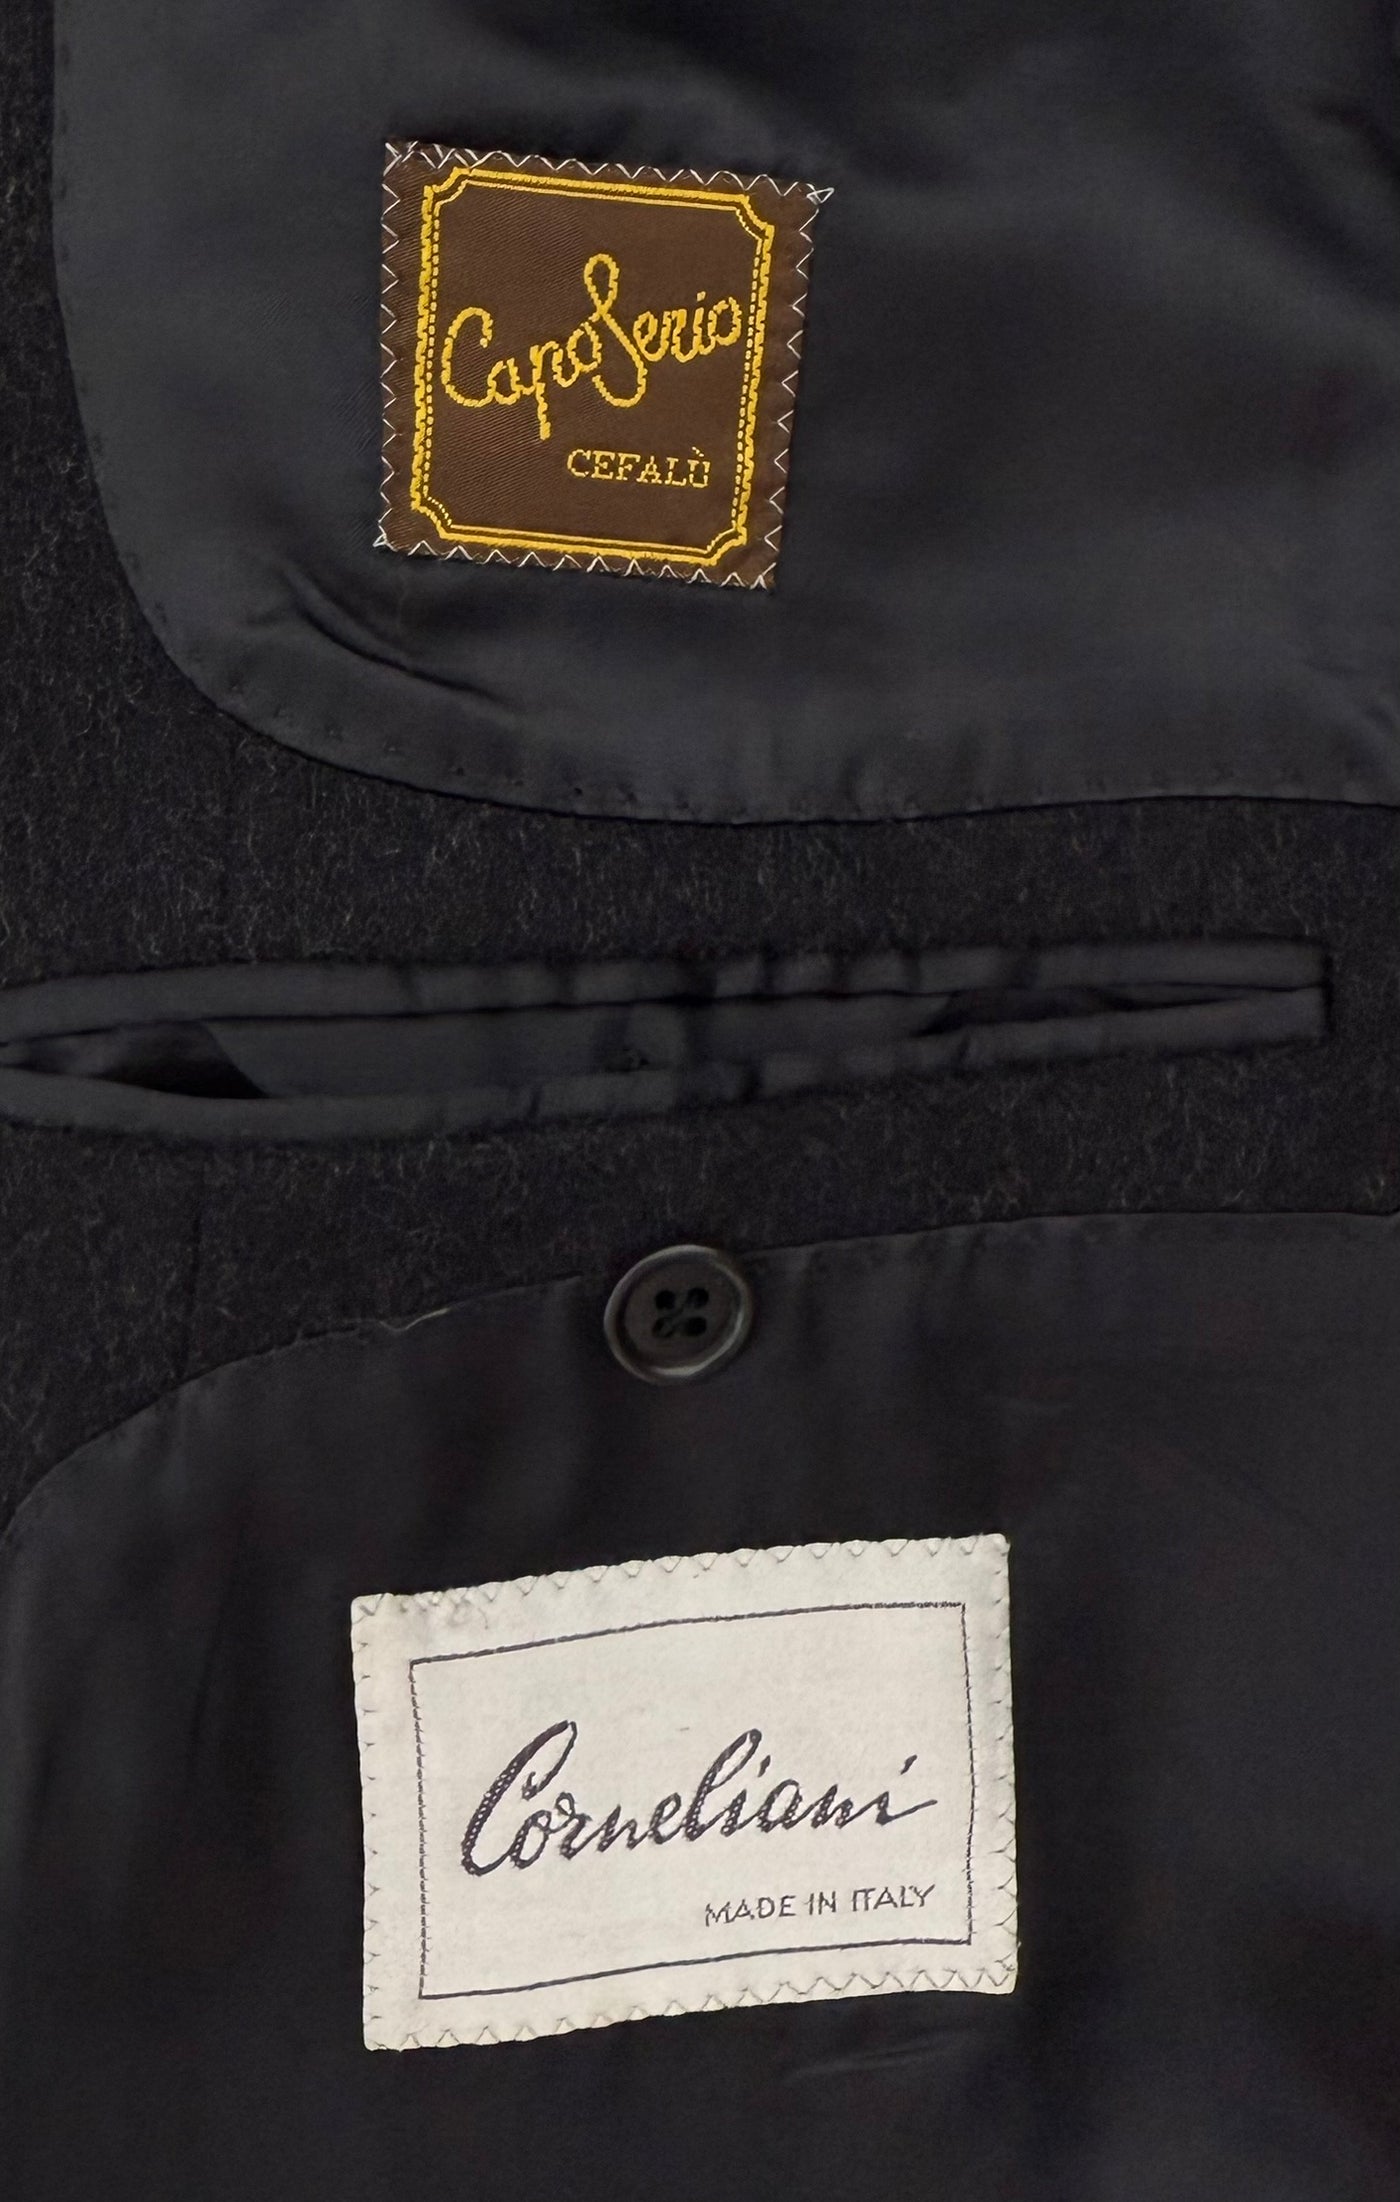 CapoSerio
CEFALÙ
Corneliani
MADE IN ITALY